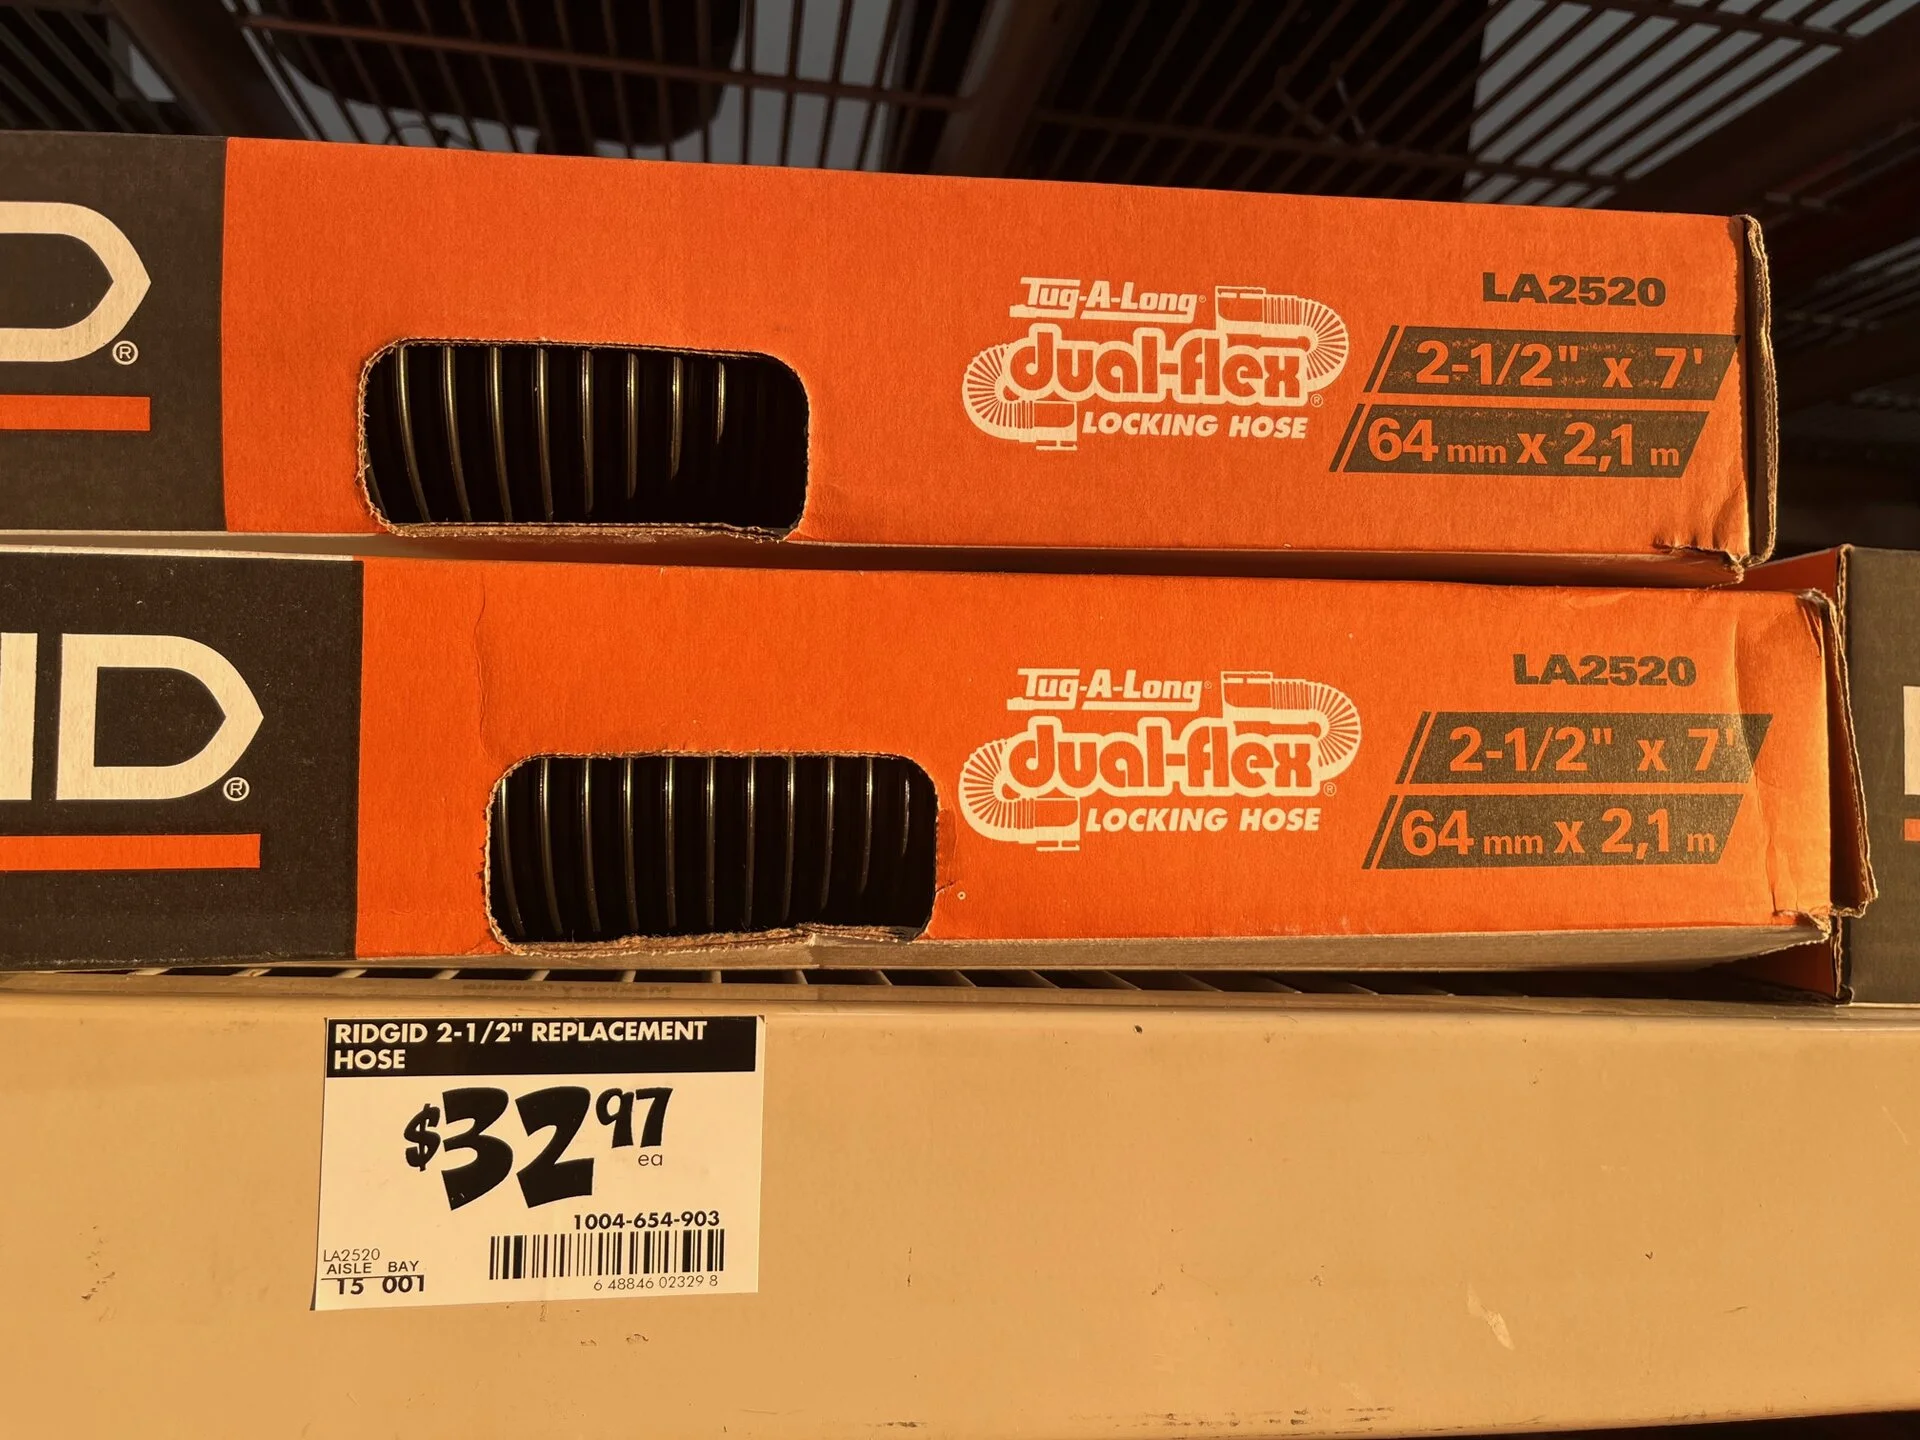 D®
Tug-A-Long®
dual-flex®
LOCKING HOSE
LA2520
2-1/2" x 7'
64 mm x 2,1 m
ID®
Tug-A-Long®
dual-flex®
LOCKING HOSE
LA2520
2-1/2" x 7'
64 mm x 2,1 m
RIDGID 2-1/2" REPLACEMENT
HOSE
$32 97
ea
1004-654-903
LA2520
AISLE BAY
15 001
6 48846 02329 8